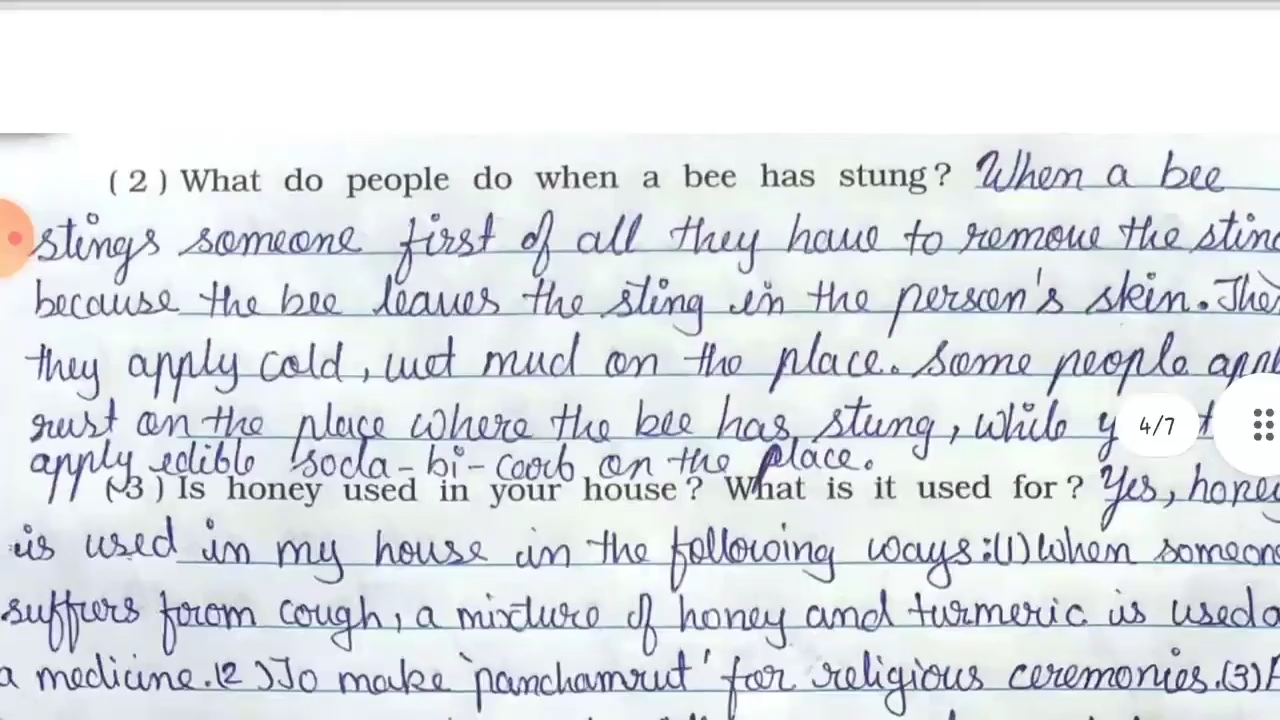 (2) What do people do when a bee has stung? When a bee
stings someone first of all they have to remove the sting
because the bee leaves the sting in the person's skin.
they apply cold, wet mud on the place. Some people
rust on the place where the bee has stung, while
4/7
apply edible soda-bi-carb on the place.
(3) Is honey used in your house? What is it used for? Yes, honey
is used in my house in the following ways:(1) When someone
suffers from cough, a mixture of honey and turmeric is used
a medicine.(2) To make 'panchamrut' for religious ceremonies.(3)